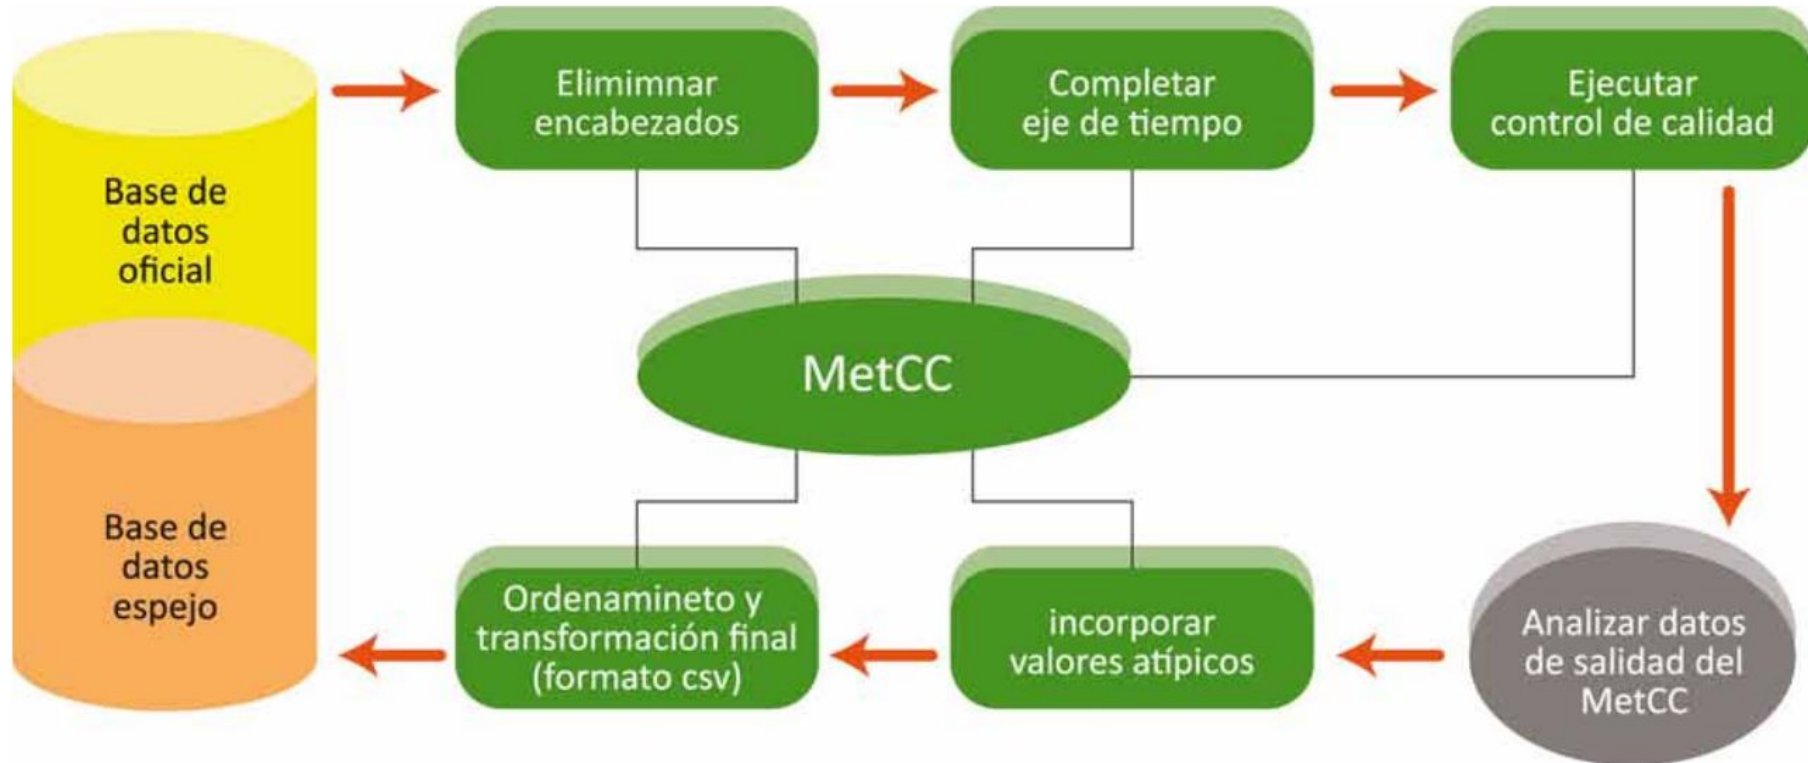 Base de
datos
oficial
Base de
datos
espejo
Elimimnar
encabezados
Completar
eje de tiempo
Ejecutar
control de calidad
MetCC
Ordenamineto y
transformación final
(formato csv)
incorporar
valores atípicos
Analizar datos
de salidad del
MetCC